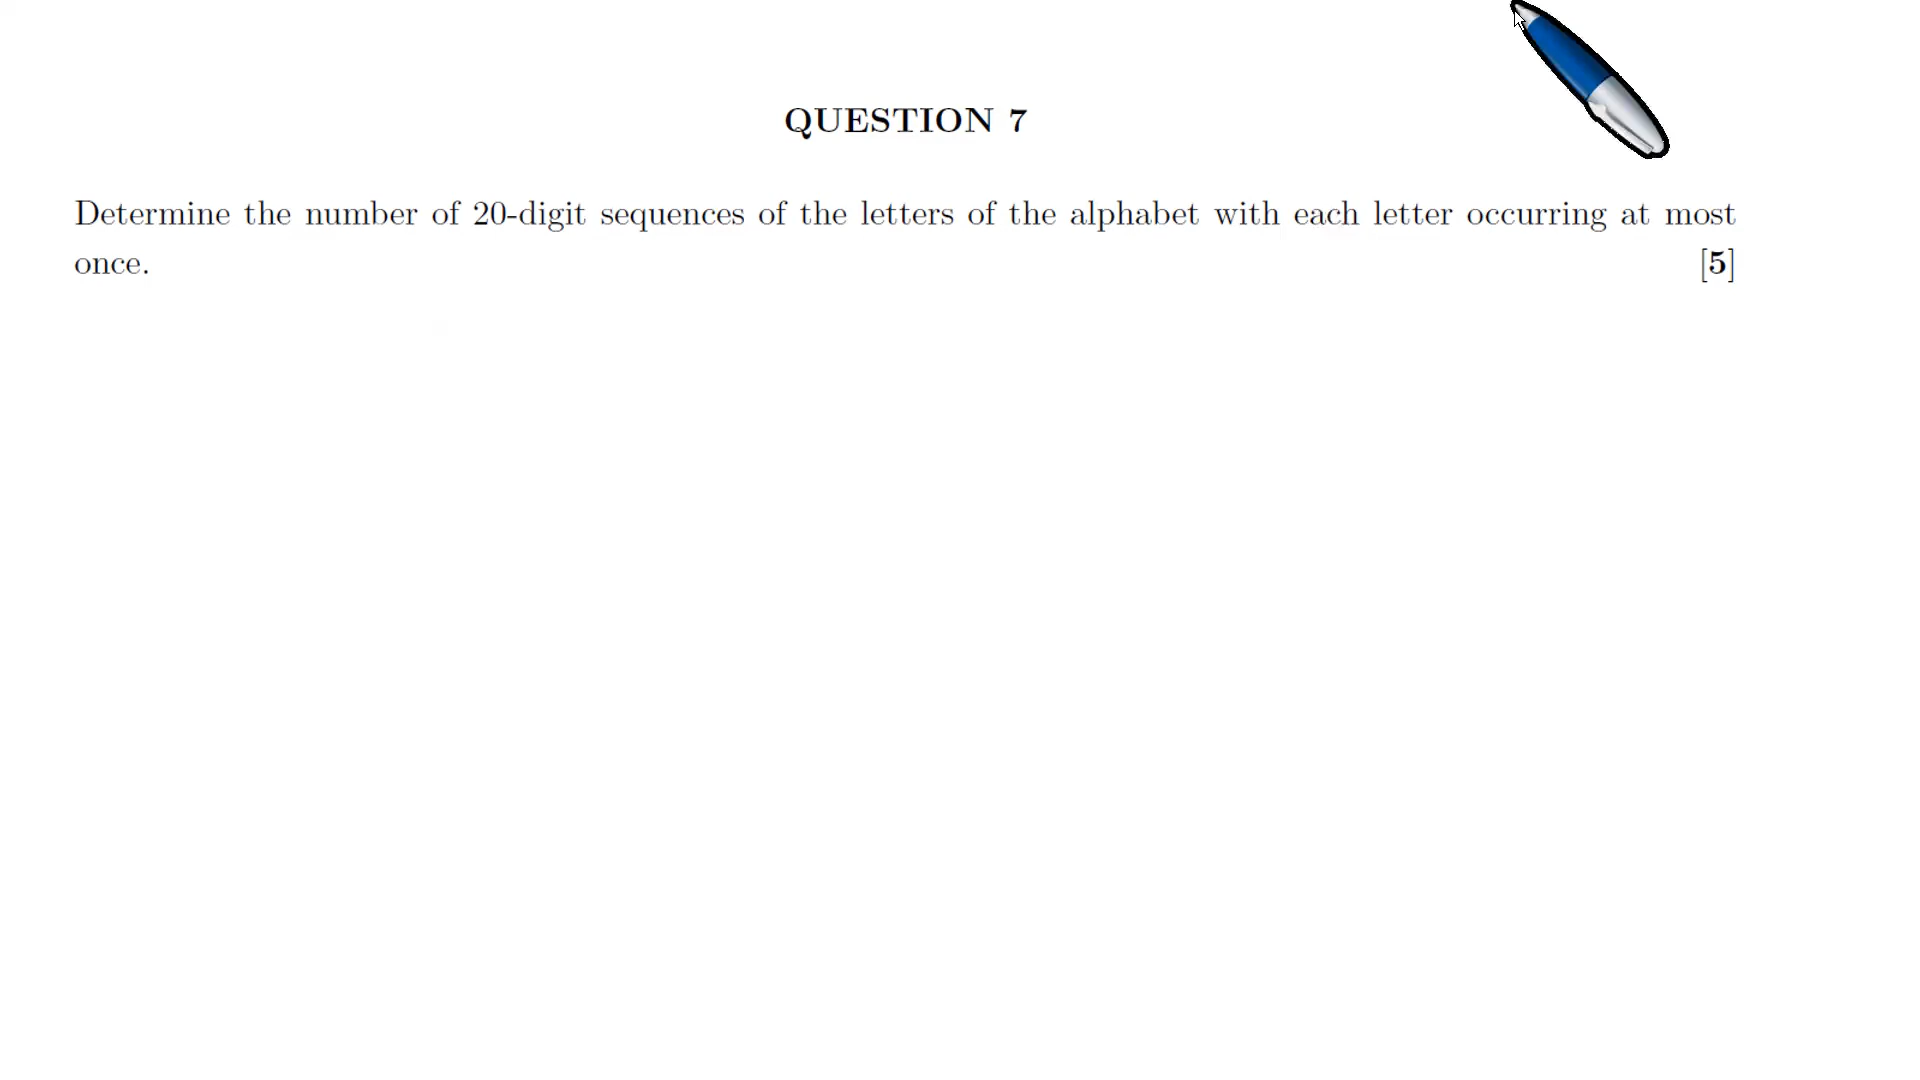 QUESTION 7
Determine the number of 20-digit sequences of the letters of the alphabet with each letter occurring at most
once. [5]